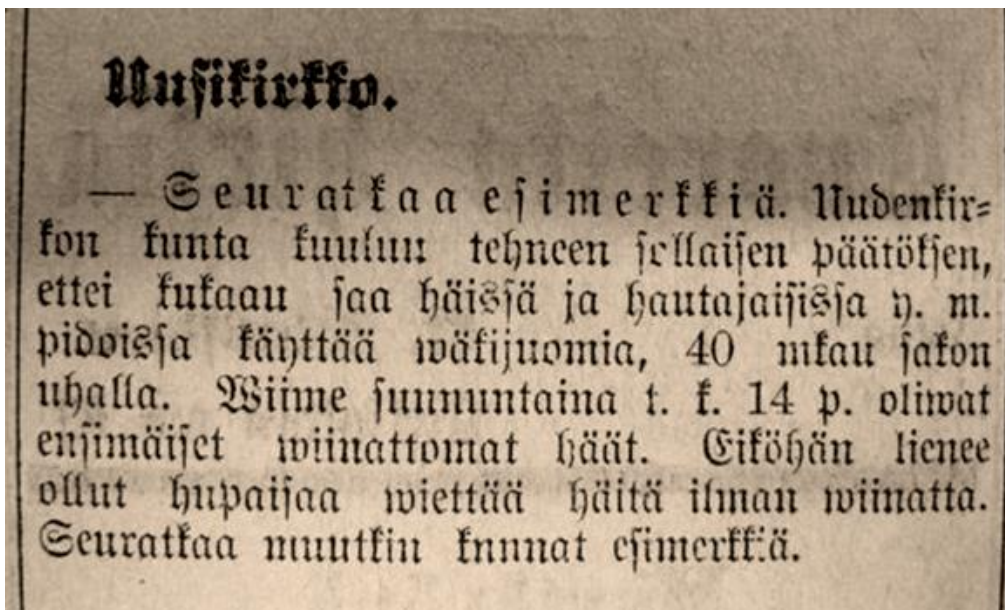 Uusikirkko.
— Seuratkaa esimerkkiä. Uudenkir-
kon kunta kuuluu tehneen sellaisen päätöksen,
ettei kukaau saa häissä ja hautajaisissa y. m.
pidoissa käyttää wäkijuomia, 40 mkau sakon
uhalla. Wiime sunnuntaina t. k. 14 p. oliwat
ensimäiset wiinattomat häät. Eiköhän lienee
ollut hupaisaa wiettää häitä ilman wiinatta.
Seuratkaa muutkin kunnat esimerkkiä.